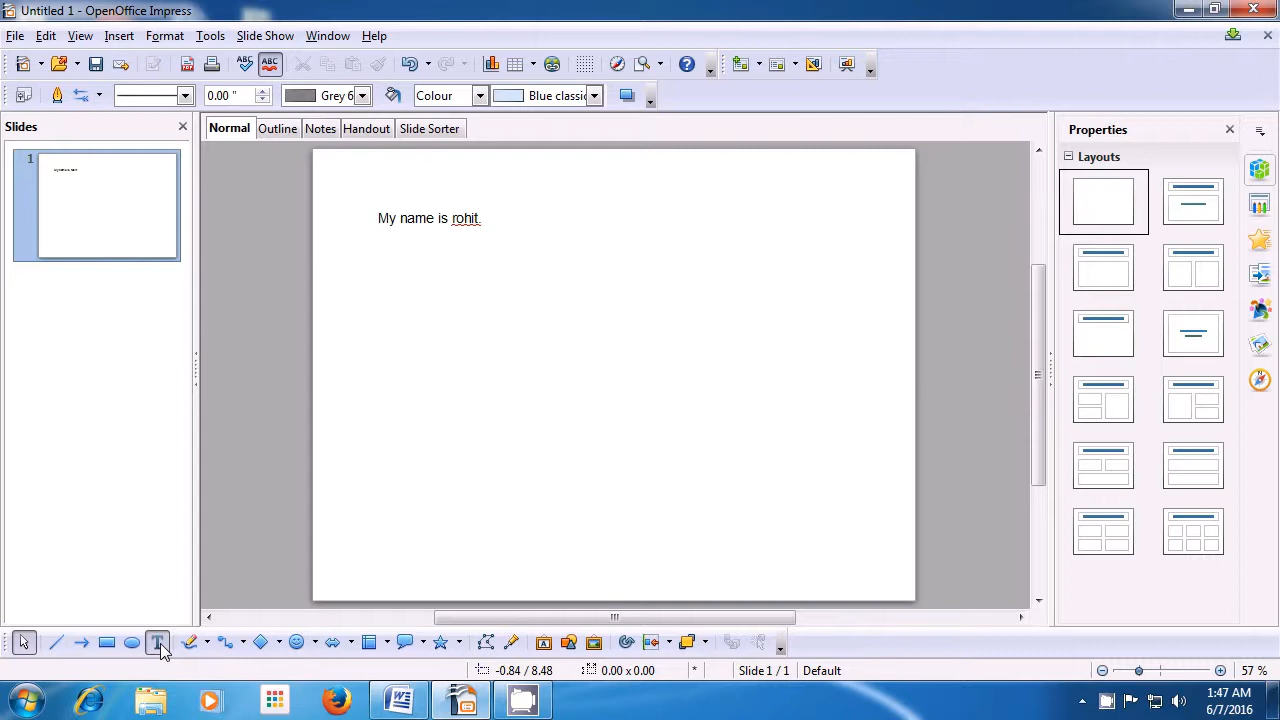 Untitled 1 - OpenOffice Impress
File Edit View Insert Format Tools Slide Show Window Help
0.00 " Grey 6 Colour Blue classic
Slides
Normal Outline Notes Handout Slide Sorter
Properties
Layouts
1
My name is rohit.
-0.84 / 8.48 0.00 x 0.00 * Slide 1 / 1 Default 57 %
1:47 AM
6/7/2016